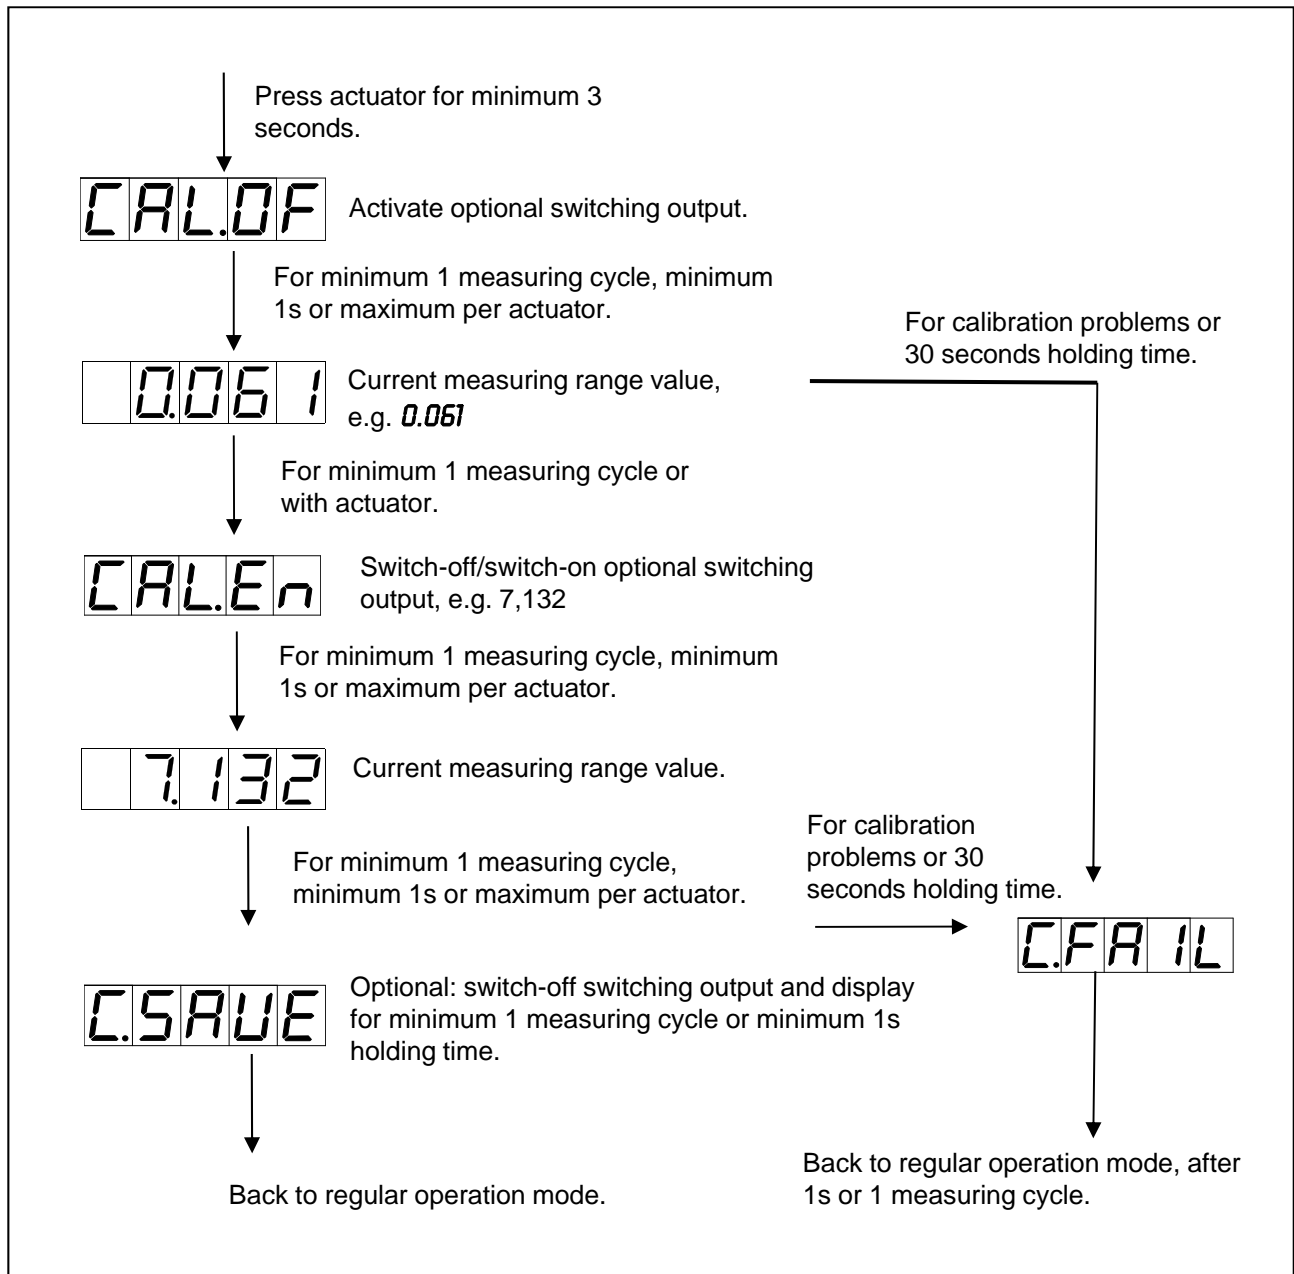 Press actuator for minimum 3
seconds.
CAL.OF
Activate optional switching output.
For minimum 1 measuring cycle, minimum
1s or maximum per actuator.
For calibration problems or
30 seconds holding time.
0.061
Current measuring range value,
e.g. 0.061
For minimum 1 measuring cycle or
with actuator.
CAL.En
Switch-off/switch-on optional switching
output, e.g. 7,132
For minimum 1 measuring cycle, minimum
1s or maximum per actuator.
7.132
Current measuring range value.
For minimum 1 measuring cycle,
minimum 1s or maximum per actuator.
For calibration
problems or 30
seconds holding time.
C.FAIL
C.SAVE
Optional: switch-off switching output and display
for minimum 1 measuring cycle or minimum 1s
holding time.
Back to regular operation mode.
Back to regular operation mode, after
1s or 1 measuring cycle.